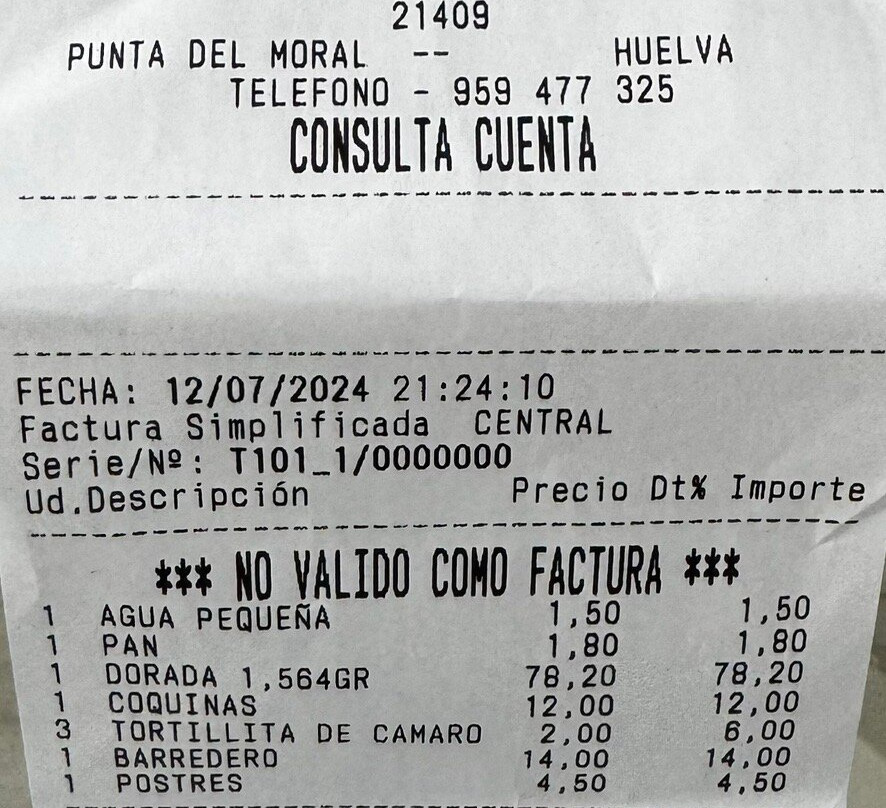 21409
PUNTA DEL MORAL -- HUELVA
TELEFONO - 959 477 325
CONSULTA CUENTA
FECHA: 12/07/2024 21:24:10
Factura Simplificada CENTRAL
Serie/Nº: T101_1/0000000
Ud.Descripción Precio Dt% Importe
*** NO VALIDO COMO FACTURA ***
1 AGUA PEQUEÑA 1,50 1,50
1 PAN 1,80 1,80
1 DORADA 1,564GR 78,20 78,20
1 COQUINAS 12,00 12,00
3 TORTILLITA DE CAMARO 2,00 6,00
1 BARREDERO 14,00 14,00
1 POSTRES 4,50 4,50